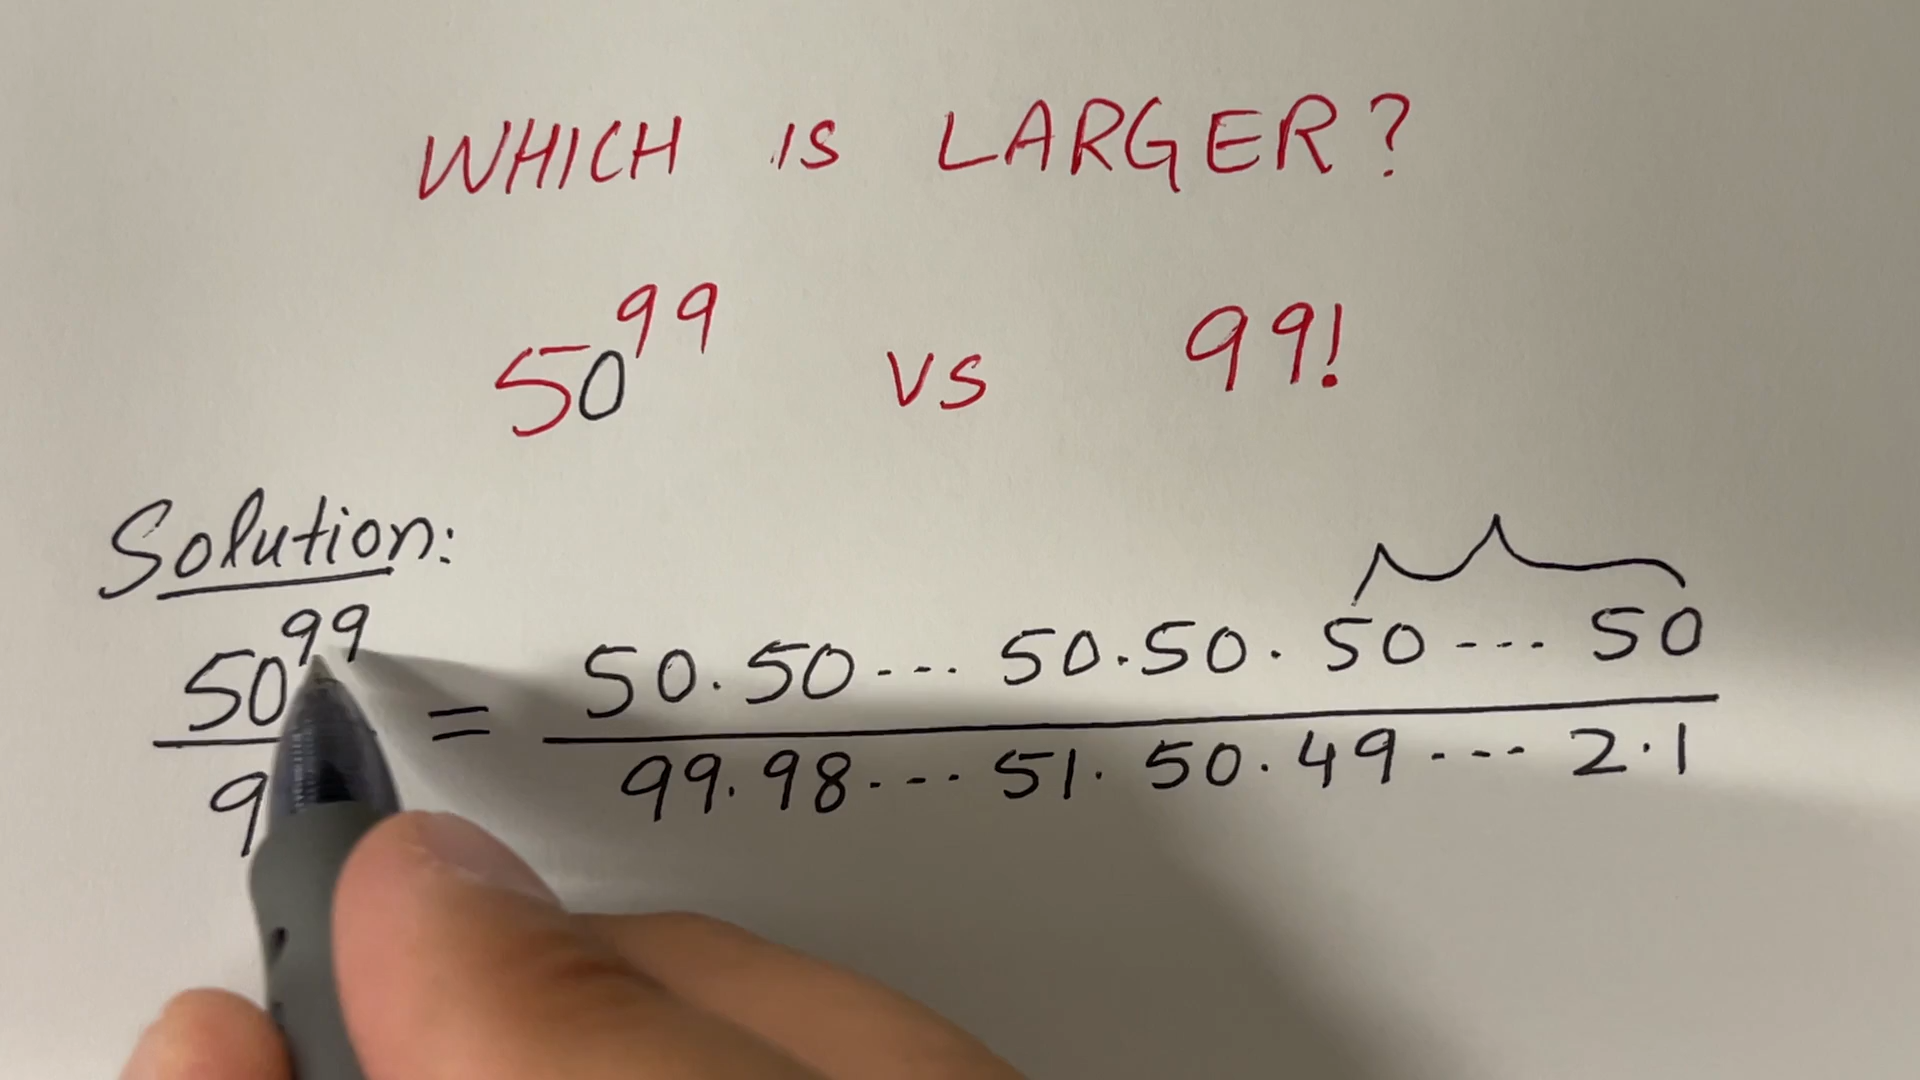 WHICH IS LARGER?
50^99 vs 99!
Solution:
50^99 / 9 = 50.50---50.50.50---50 / 99.98---51.50.49---2.1